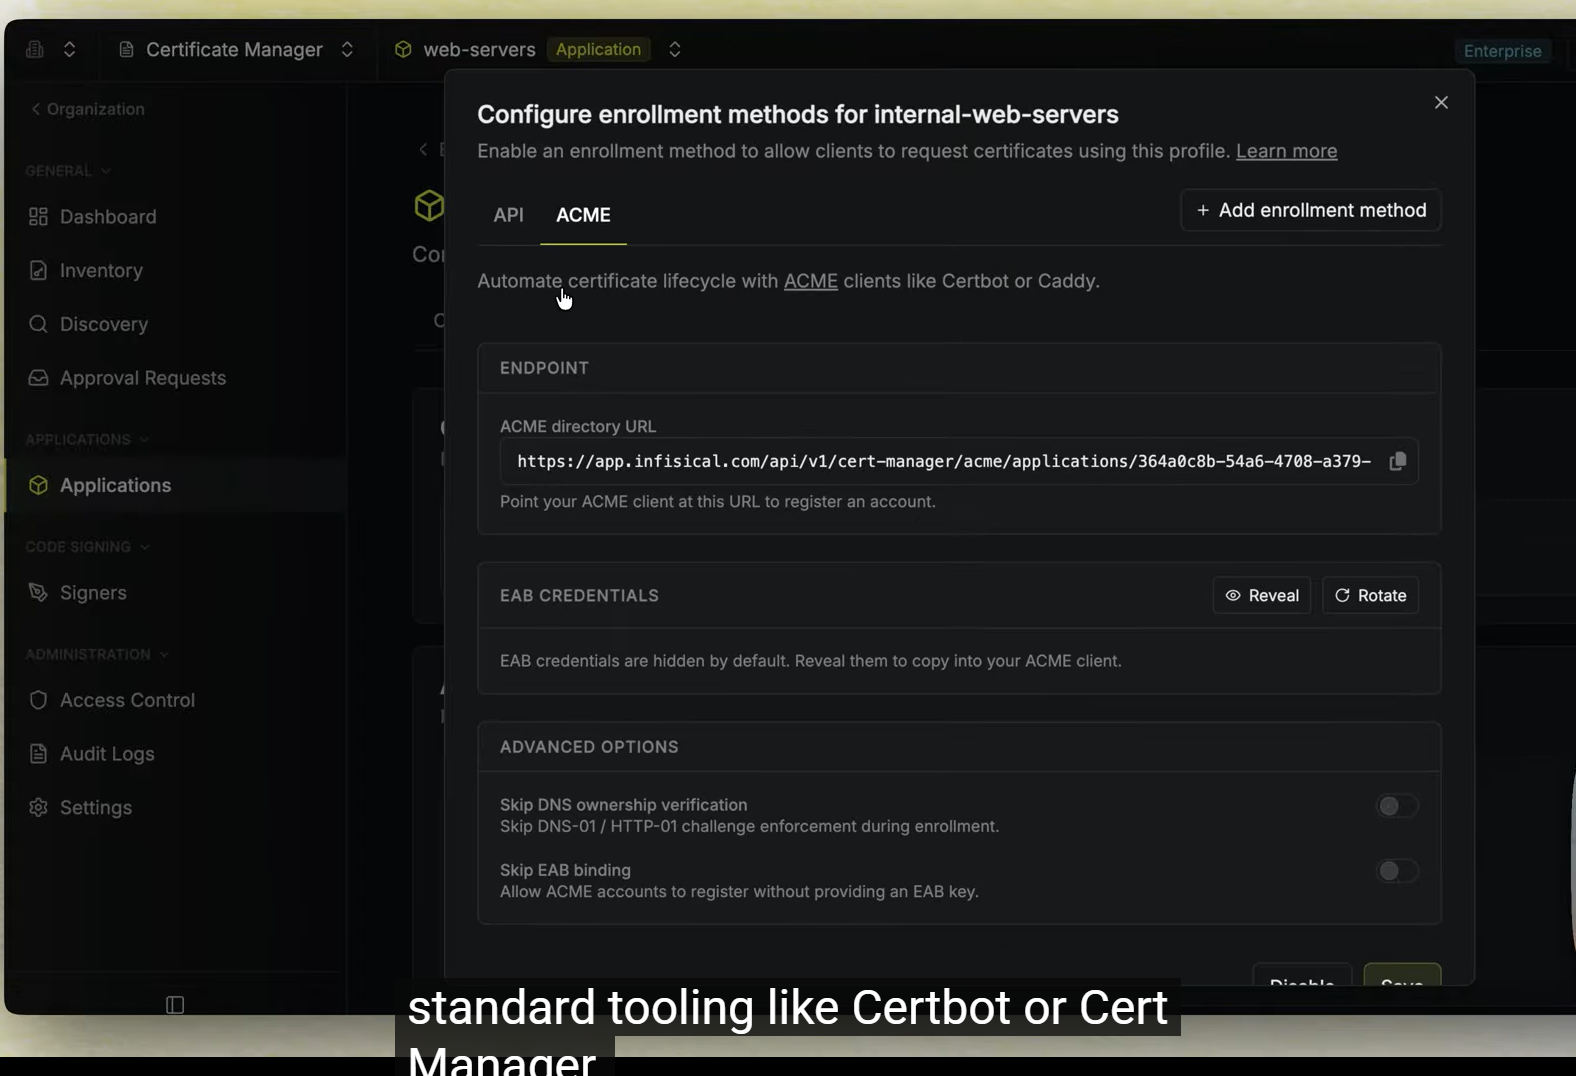 Certificate Manager
web-servers
Application
Enterprise
Organization
GENERAL
Dashboard
Inventory
Discovery
Approval Requests
APPLICATIONS
Applications
CODE SIGNING
Signers
ADMINISTRATION
Access Control
Audit Logs
Settings
Configure enrollment methods for internal-web-servers
Enable an enrollment method to allow clients to request certificates using this profile. Learn more
API
ACME
+ Add enrollment method
Automate certificate lifecycle with ACME clients like Certbot or Caddy.
ENDPOINT
ACME directory URL
https://app.infisical.com/api/v1/cert-manager/acme/applications/364a0c8b-54a6-4708-a379-
Point your ACME client at this URL to register an account.
EAB CREDENTIALS
Reveal
Rotate
EAB credentials are hidden by default. Reveal them to copy into your ACME client.
ADVANCED OPTIONS
Skip DNS ownership verification
Skip DNS-01 / HTTP-01 challenge enforcement during enrollment.
Skip EAB binding
Allow ACME accounts to register without providing an EAB key.
Disable
Save
standard tooling like Certbot or Cert
Manager